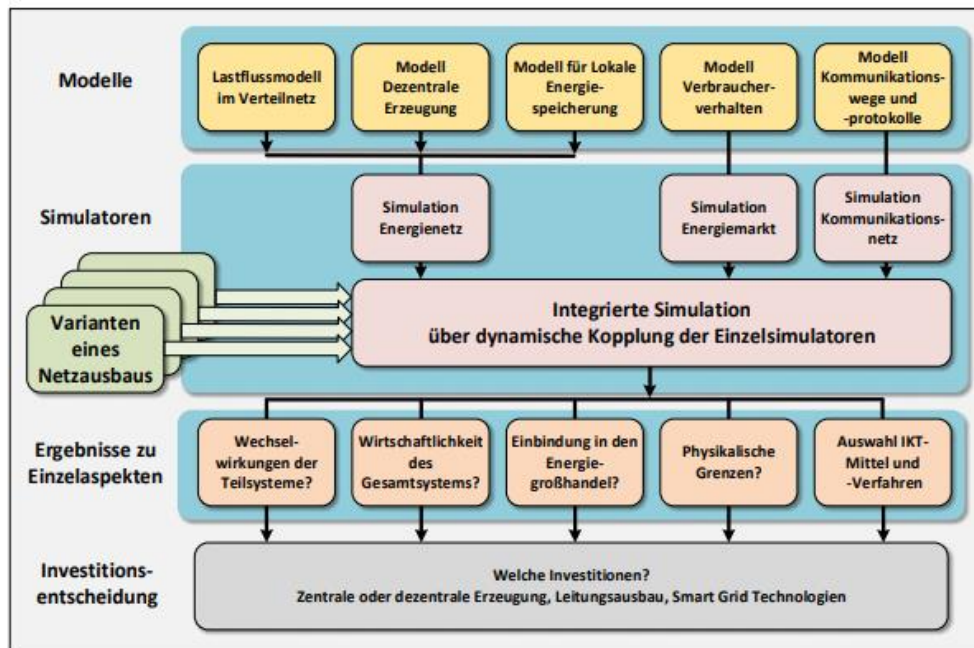 Modelle
Lastflussmodell
im Verteilnetz
Modell
Dezentrale
Erzeugung
Modell für Lokale
Energie-
speicherung
Modell
Verbraucher-
verhalten
Modell
Kommunikations-
wege und
-protokolle
Simulatoren
Simulation
Energienetz
Simulation
Energiemarkt
Simulation
Kommunikations-
netz
Varianten
eines
Netzausbaus
Integrierte Simulation
über dynamische Kopplung der Einzelsimulatoren
Ergebnisse zu
Einzelaspekten
Wechsel-
wirkungen der
Teilsysteme?
Wirtschaftlichkeit
des
Gesamtsystems?
Einbindung in den
Energie-
großhandel?
Physikalische
Grenzen?
Auswahl IKT-
Mittel und
-Verfahren
Investitions-
entscheidung
Welche Investitionen?
Zentrale oder dezentrale Erzeugung, Leitungsausbau, Smart Grid Technologien